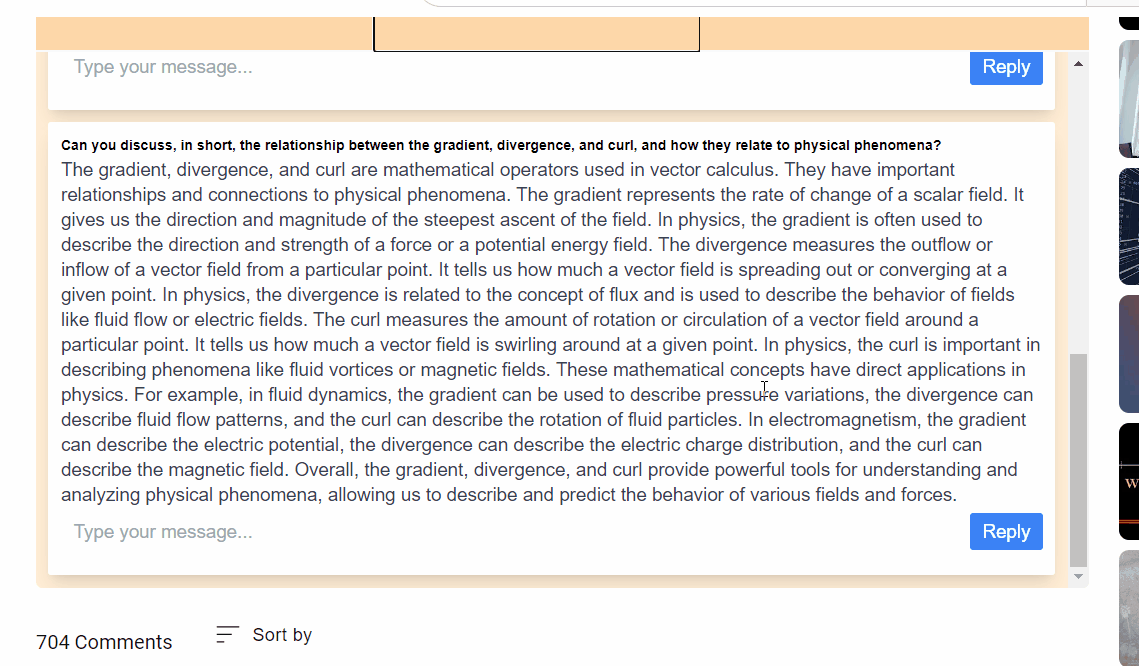 Type your message...
Reply
Can you discuss, in short, the relationship between the gradient, divergence, and curl, and how they relate to physical phenomena?
The gradient, divergence, and curl are mathematical operators used in vector calculus. They have important
relationships and connections to physical phenomena. The gradient represents the rate of change of a scalar field. It
gives us the direction and magnitude of the steepest ascent of the field. In physics, the gradient is often used to
describe the direction and strength of a force or a potential energy field. The divergence measures the outflow or
inflow of a vector field from a particular point. It tells us how much a vector field is spreading out or converging at a
given point. In physics, the divergence is related to the concept of flux and is used to describe the behavior of fields
like fluid flow or electric fields. The curl measures the amount of rotation or circulation of a vector field around a
particular point. It tells us how much a vector field is swirling around at a given point. In physics, the curl is important in
describing phenomena like fluid vortices or magnetic fields. These mathematical concepts have direct applications in
physics. For example, in fluid dynamics, the gradient can be used to describe pressure variations, the divergence can
describe fluid flow patterns, and the curl can describe the rotation of fluid particles. In electromagnetism, the gradient
can describe the electric potential, the divergence can describe the electric charge distribution, and the curl can
describe the magnetic field. Overall, the gradient, divergence, and curl provide powerful tools for understanding and
analyzing physical phenomena, allowing us to describe and predict the behavior of various fields and forces.
Type your message...
Reply
704 Comments
Sort by